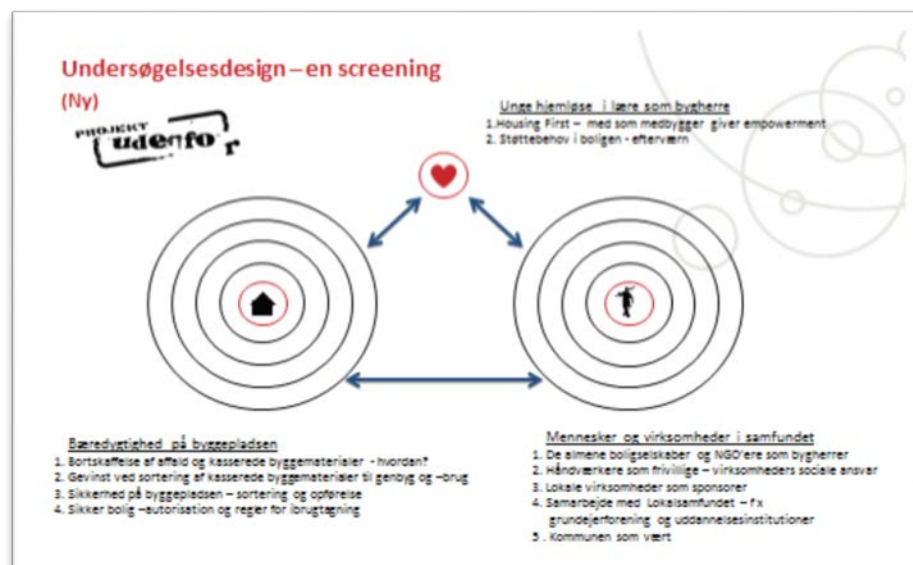 Undersøgelsesdesign – en screening
(Ny)
PROJEKT
udenfo r
Unge hjemløse i lære som bygherre
1.Housing First – med som medbygger giver empowerment
2. Støttebehov i boligen - efterværn
Bæredygtighed på byggepladsen
1. Bortskaffelse af affald og kasserede byggematerialer - hvordan?
2. Gevinst ved sortering af kasserede byggematerialer til genbyg og –brug
3. Sikkerhed på byggepladsen – sortering og opførelse
4. Sikker bolig –autorisation og regler for ibrugtagning
Mennesker og virksomheder i samfundet
1. De almene boligselskaber og NGO'ere som bygherrer
2. Håndværkere som frivillige – virksomheders sociale ansvar
3. Lokale virksomheder som sponsorer
4. Samarbejde med Lokalsamfundet – fx
grundejerforening og uddannelsesinstitutioner
5 . Kommunen som vært